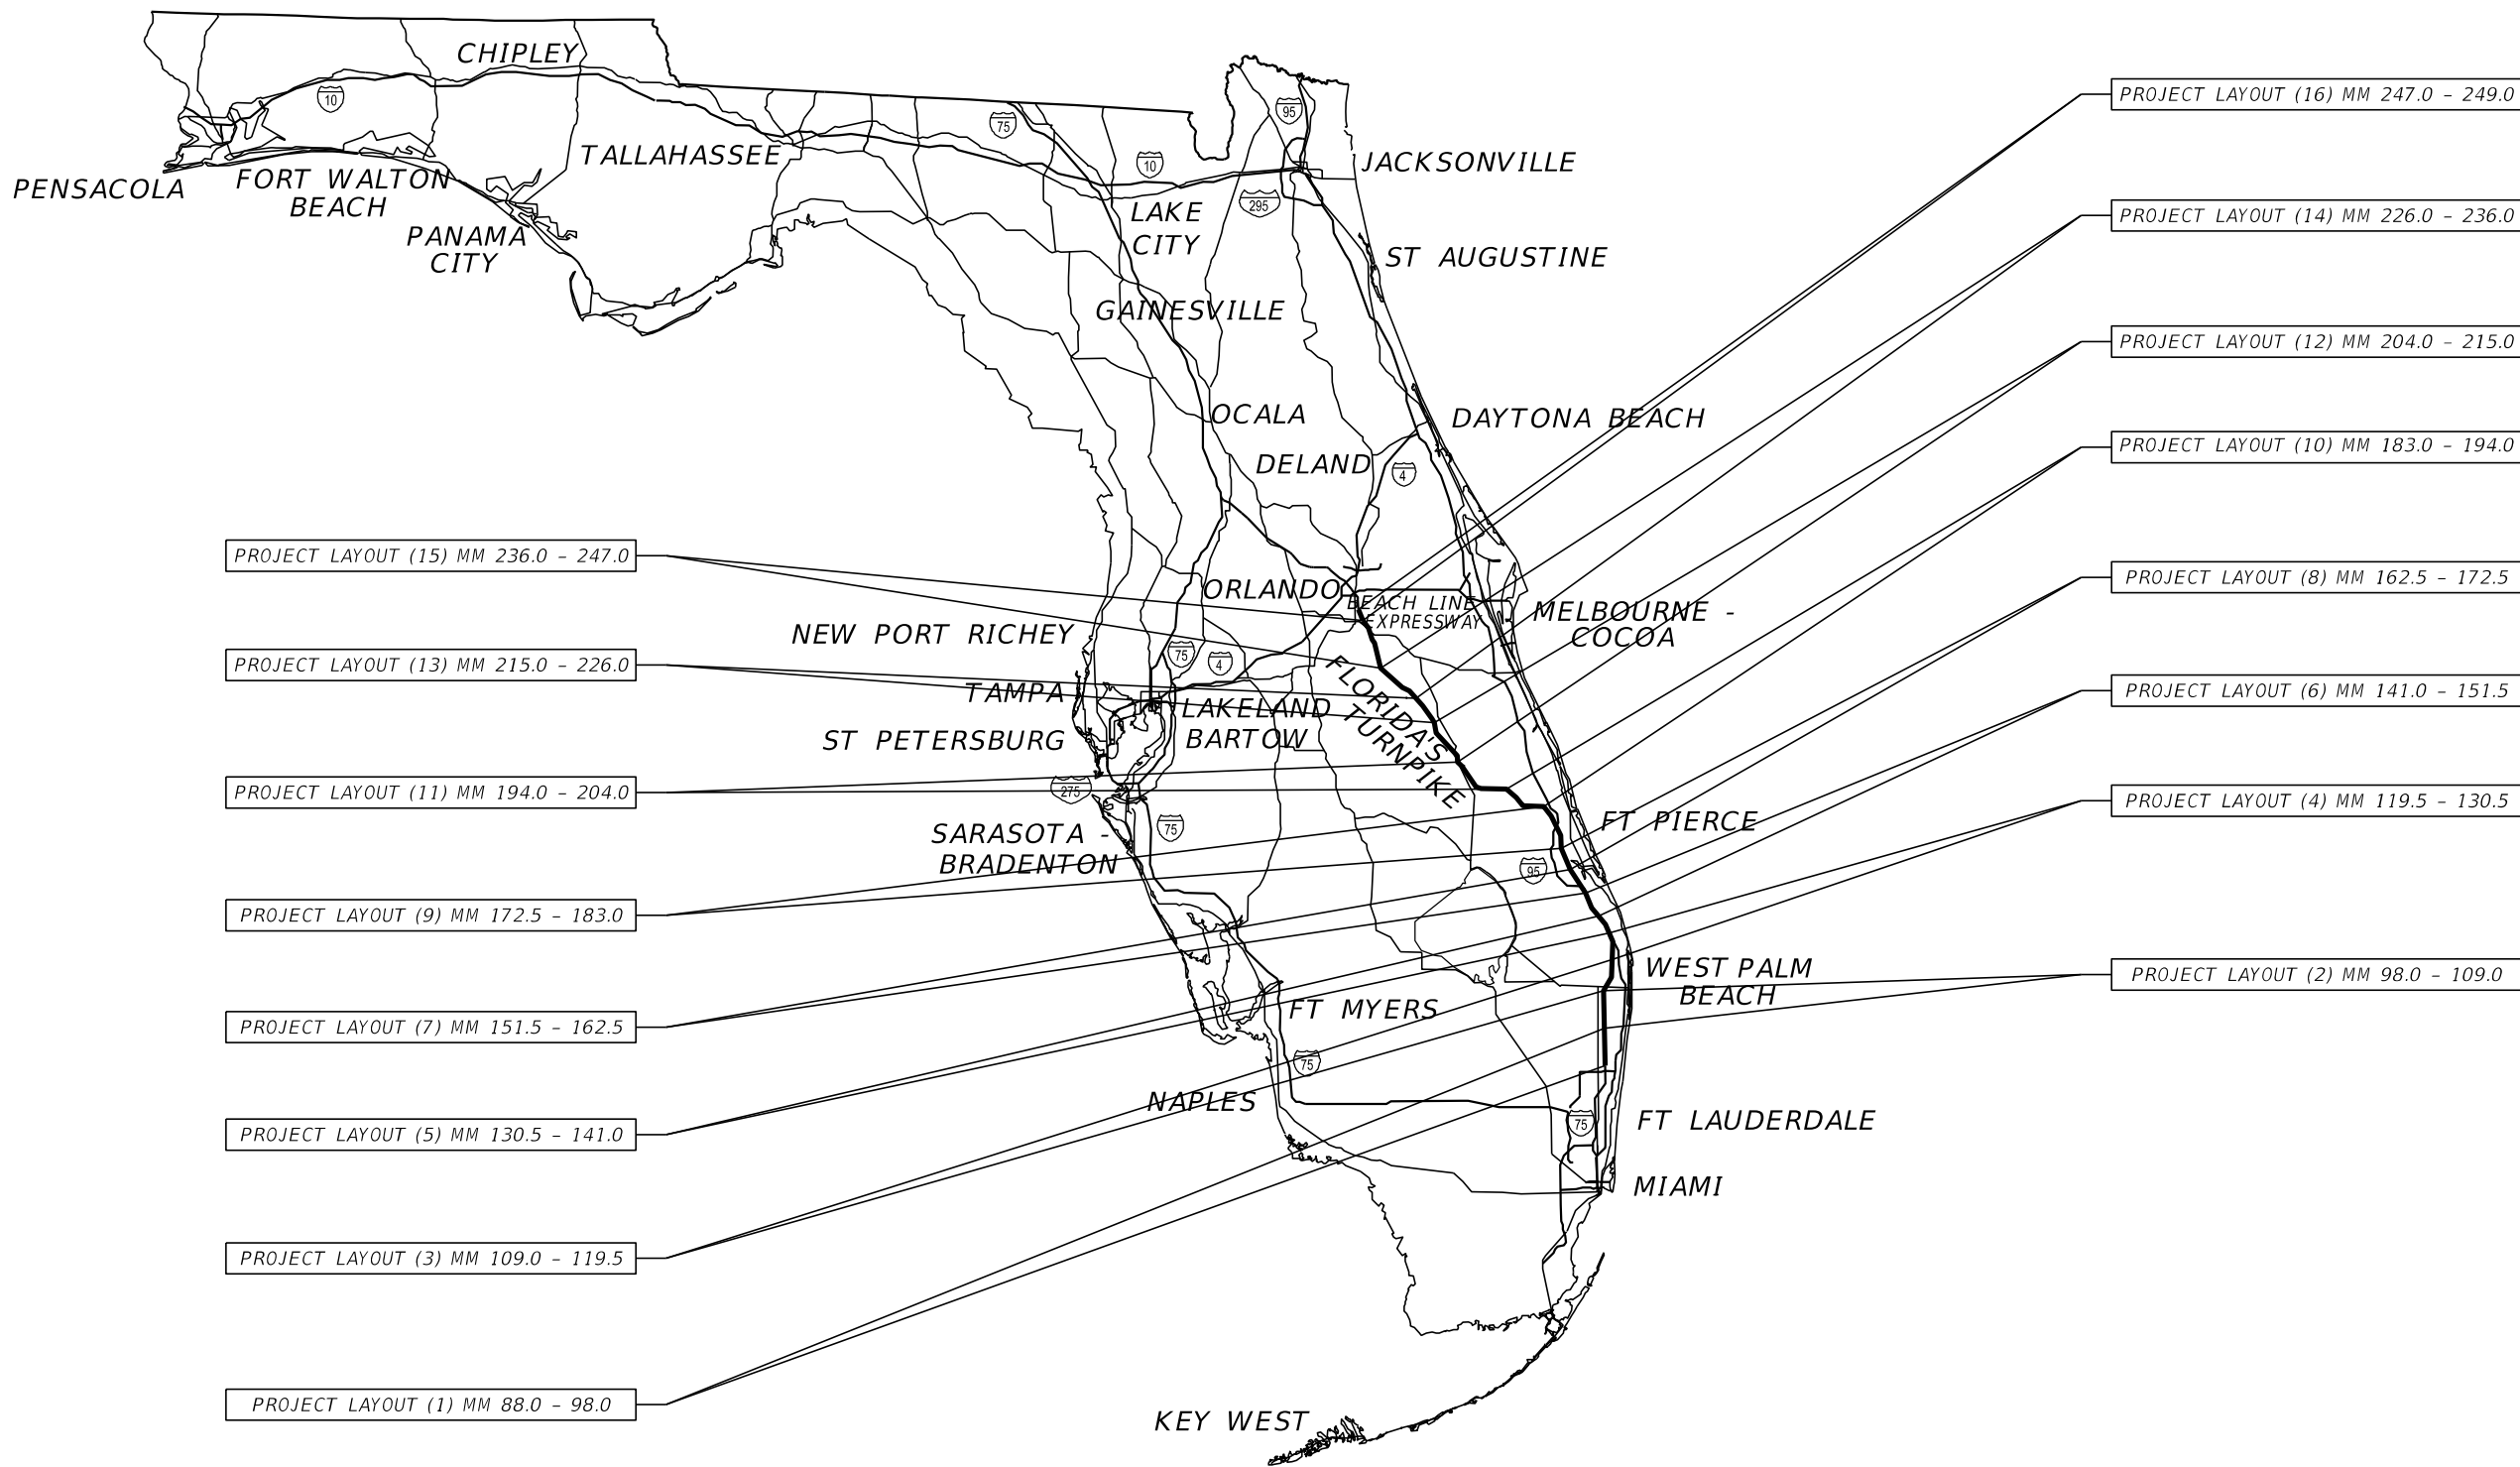 CHIPLEY
10
75
95
PROJECT LAYOUT (16) MM 247.0 – 249.0
TALLAHASSEE
10
JACKSONVILLE
PENSACOLA
FORT WALTON
BEACH
295
LAKE
CITY
PROJECT LAYOUT (14) MM 226.0 – 236.0
PANAMA
CITY
ST AUGUSTINE
GAINESVILLE
PROJECT LAYOUT (12) MM 204.0 – 215.0
OCALA
DAYTONA BEACH
PROJECT LAYOUT (10) MM 183.0 – 194.0
DELAND
4
PROJECT LAYOUT (15) MM 236.0 – 247.0
PROJECT LAYOUT (8) MM 162.5 – 172.5
ORLANDO
BEACH LINE
EXPRESSWAY
MELBOURNE -
COCOA
NEW PORT RICHEY
75
4
PROJECT LAYOUT (13) MM 215.0 – 226.0
TAMPA
PROJECT LAYOUT (6) MM 141.0 – 151.5
LAKELAND
BARTOW
FLORIDA'S
TURNPIKE
ST PETERSBURG
275
PROJECT LAYOUT (11) MM 194.0 – 204.0
PROJECT LAYOUT (4) MM 119.5 – 130.5
75
SARASOTA -
BRADENTON
FT PIERCE
95
PROJECT LAYOUT (9) MM 172.5 – 183.0
WEST PALM
BEACH
PROJECT LAYOUT (2) MM 98.0 – 109.0
FT MYERS
PROJECT LAYOUT (7) MM 151.5 – 162.5
75
NAPLES
75
FT LAUDERDALE
PROJECT LAYOUT (5) MM 130.5 – 141.0
MIAMI
PROJECT LAYOUT (3) MM 109.0 – 119.5
PROJECT LAYOUT (1) MM 88.0 – 98.0
KEY WEST